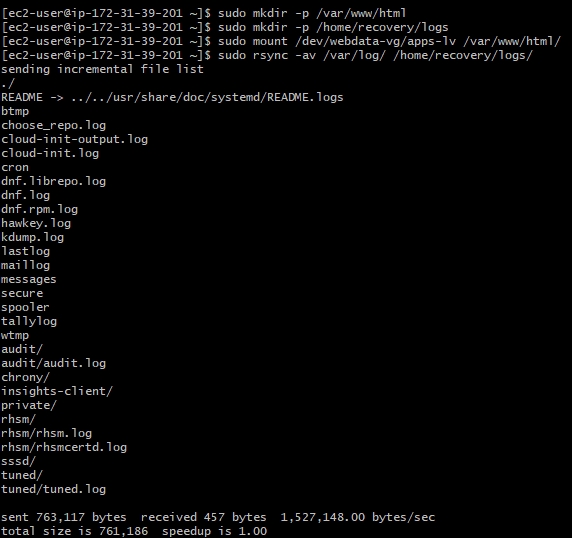 [ec2-user@ip-172-31-39-201 ~]$ sudo mkdir -p /var/www/html
[ec2-user@ip-172-31-39-201 ~]$ sudo mkdir -p /home/recovery/logs
[ec2-user@ip-172-31-39-201 ~]$ sudo mount /dev/webdata-vg/apps-lv /var/www/html/
[ec2-user@ip-172-31-39-201 ~]$ sudo rsync -av /var/log/ /home/recovery/logs/
sending incremental file list
./
README -> ../../usr/share/doc/systemd/README.logs
btmp
choose_repo.log
cloud-init-output.log
cloud-init.log
cron
dnf.librepo.log
dnf.log
dnf.rpm.log
hawkey.log
kdump.log
lastlog
maillog
messages
secure
spooler
tallylog
wtmp
audit/
audit/audit.log
chrony/
insights-client/
private/
rhsm/
rhsm/rhsm.log
rhsm/rhsmcertd.log
sssd/
tuned/
tuned/tuned.log
sent 763,117 bytes  received 457 bytes  1,527,148.00 bytes/sec
total size is 761,186  speedup is 1.00